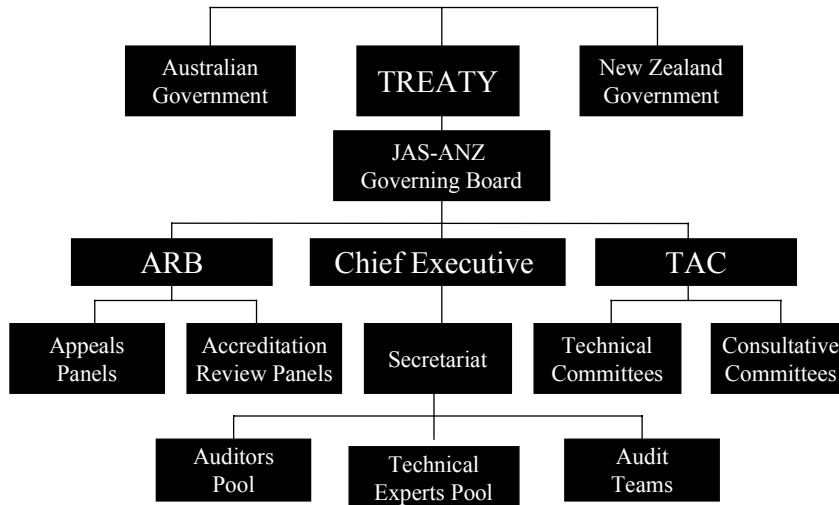 Australian
Government
TREATY
New Zealand
Government
JAS-ANZ
Governing Board
ARB
Chief Executive
TAC
Appeals
Panels
Accreditation
Review Panels
Secretariat
Technical
Committees
Consultative
Committees
Auditors
Pool
Technical
Experts Pool
Audit
Teams